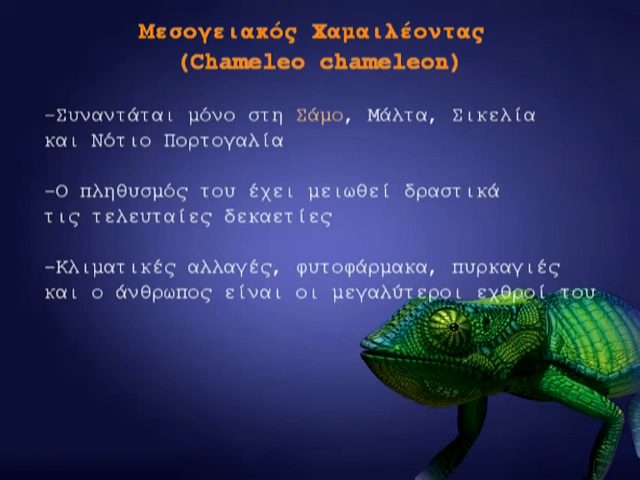 Μεσογειακός Χαμαιλέοντας
(Chameleo chameleon)
-Συναντάται μόνο στη Σάμο, Μάλτα, Σικελία
και Νότιο Πορτογαλία
-Ο πληθυσμός του έχει μειωθεί δραστικά
τις τελευταίες δεκαετίες
-Κλιματικές αλλαγές, φυτοφάρμακα, πυρκαγιές
και ο άνθρωπος είναι οι μεγαλύτεροι εχθροί του